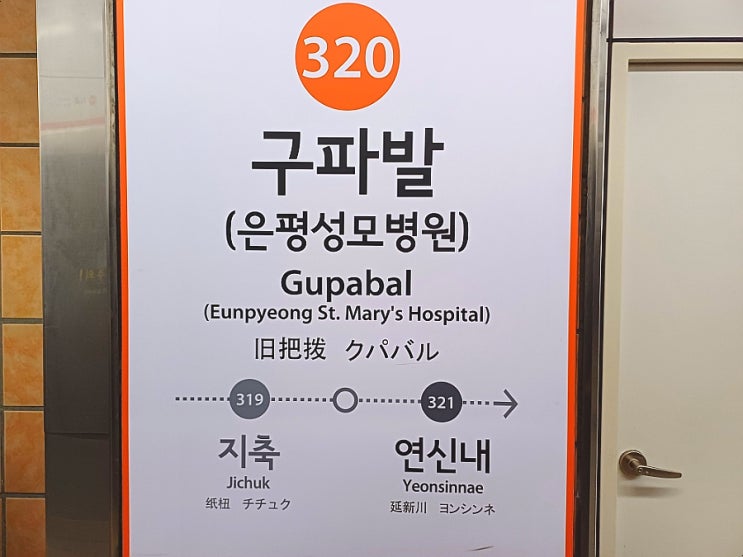 320
구파발
(은평성모병원)
Gupabal
(Eunpyeong St. Mary's Hospital)
旧把拨 クパバル
319 321
지축 연신내
Jichuk Yeonsinnae
纸杻 チチュク 延新川 ヨンシンネ